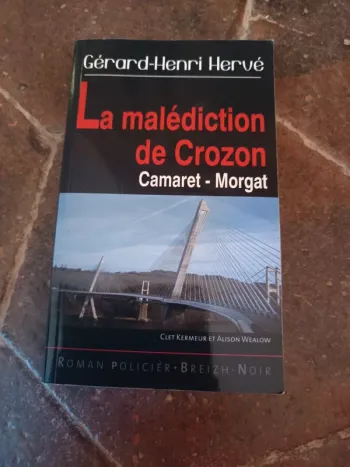 Gérard-Henri Hervé
La malédiction
de Crozon
Camaret - Morgat
Clet Kermeur et Alison Wealow
Roman policier • Breizh-Noir